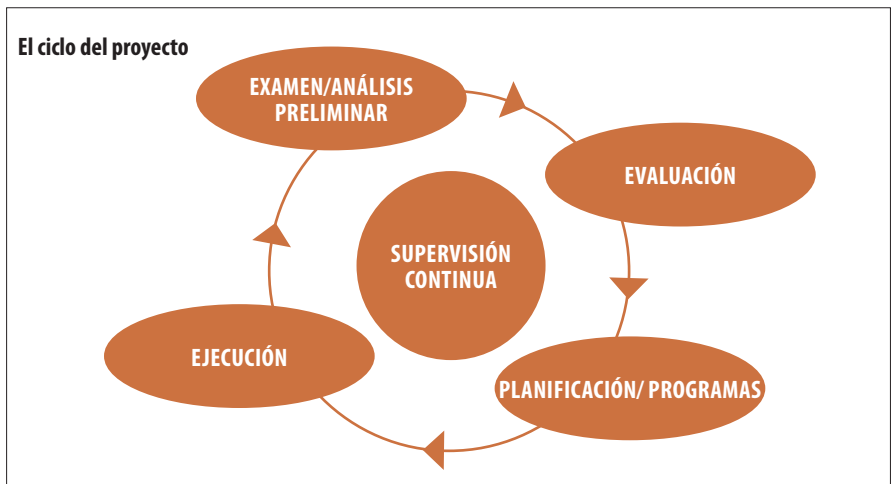 El ciclo del proyecto
EXAMEN/ANÁLISIS
PRELIMINAR
EVALUACIÓN
SUPERVISIÓN
CONTINUA
EJECUCIÓN
PLANIFICACIÓN/ PROGRAMAS